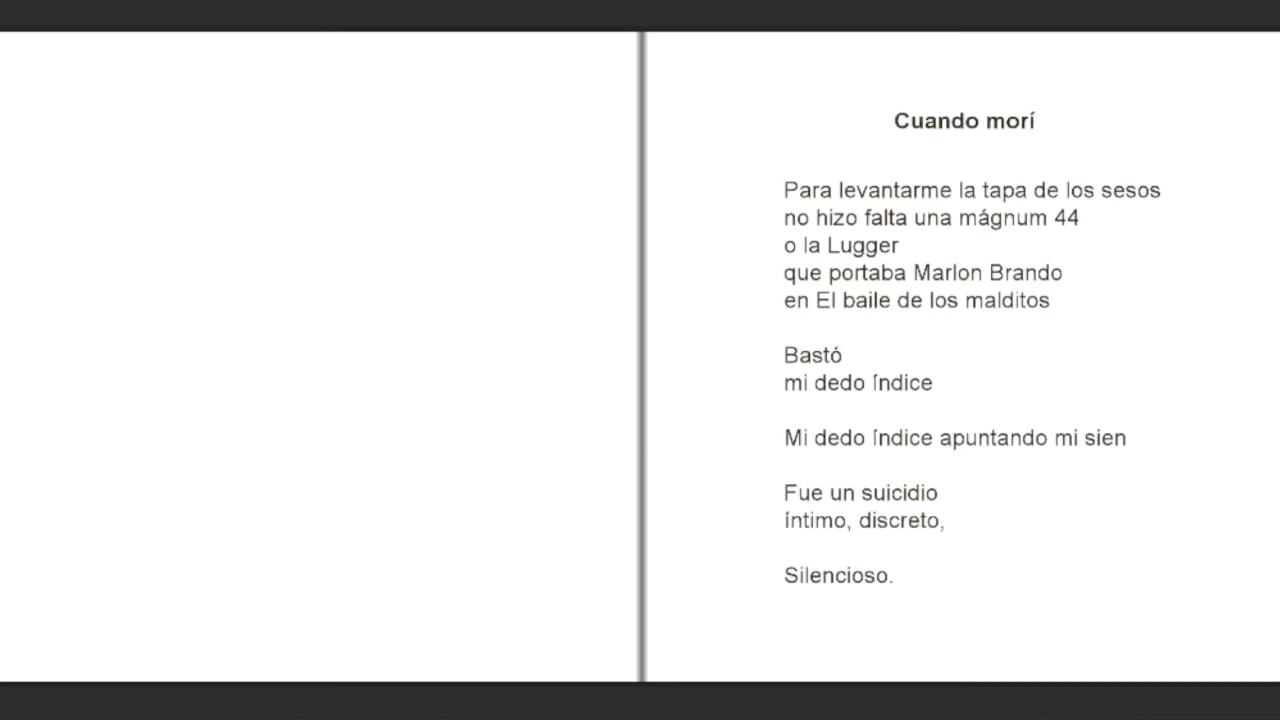 Cuando morí
Para levantarme la tapa de los sesos
no hizo falta una mágnum 44
o la Lugger
que portaba Marlon Brando
en El baile de los malditos
Bastó
mi dedo índice
Mi dedo índice apuntando mi sien
Fue un suicidio
íntimo, discreto,
Silencioso.